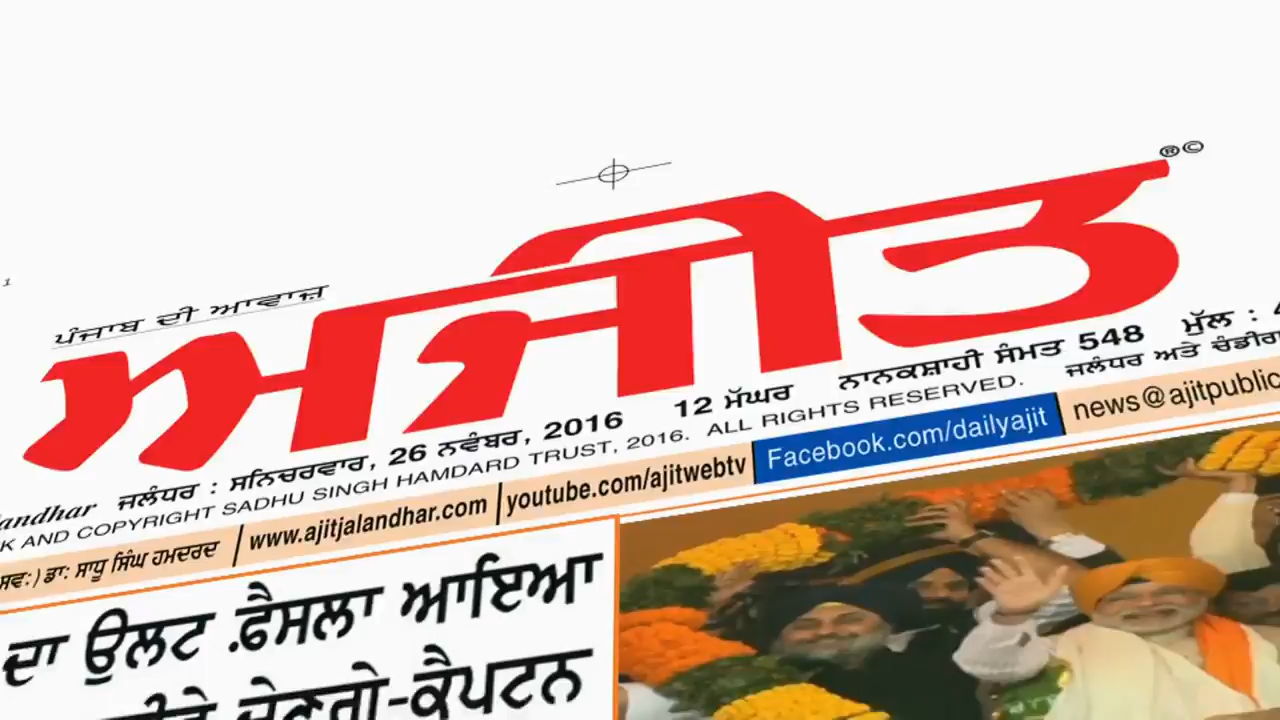 ®©
1
ਪੰਜਾਬ ਦੀ ਆਵਾਜ਼
ਅਜੀਤ
ਜਲੰਧਰ : ਸਨਿਚਰਵਾਰ, 26 ਨਵੰਬਰ, 2016 12 ਮੱਘਰ ਨਾਨਕਸ਼ਾਹੀ ਸੰਮਤ 548 ਮੁੱਲ :
AND COPYRIGHT SADHU SINGH HAMDARD TRUST, 2016. ALL RIGHTS RESERVED. ਜਲੰਧਰ ਅਤੇ
ਡਾ: ਸਾਧੂ ਸਿੰਘ ਹਮਦਰਦ www.ajitjalandhar.com youtube.com/ajitwebtv Facebook.com/dailyajit news@ajitpublic
ਦਾ ਉਲਟ ਫ਼ੈਸਲਾ ਆਇਆ
ਦੇਣਗੇ-ਕੈਪਟਨ